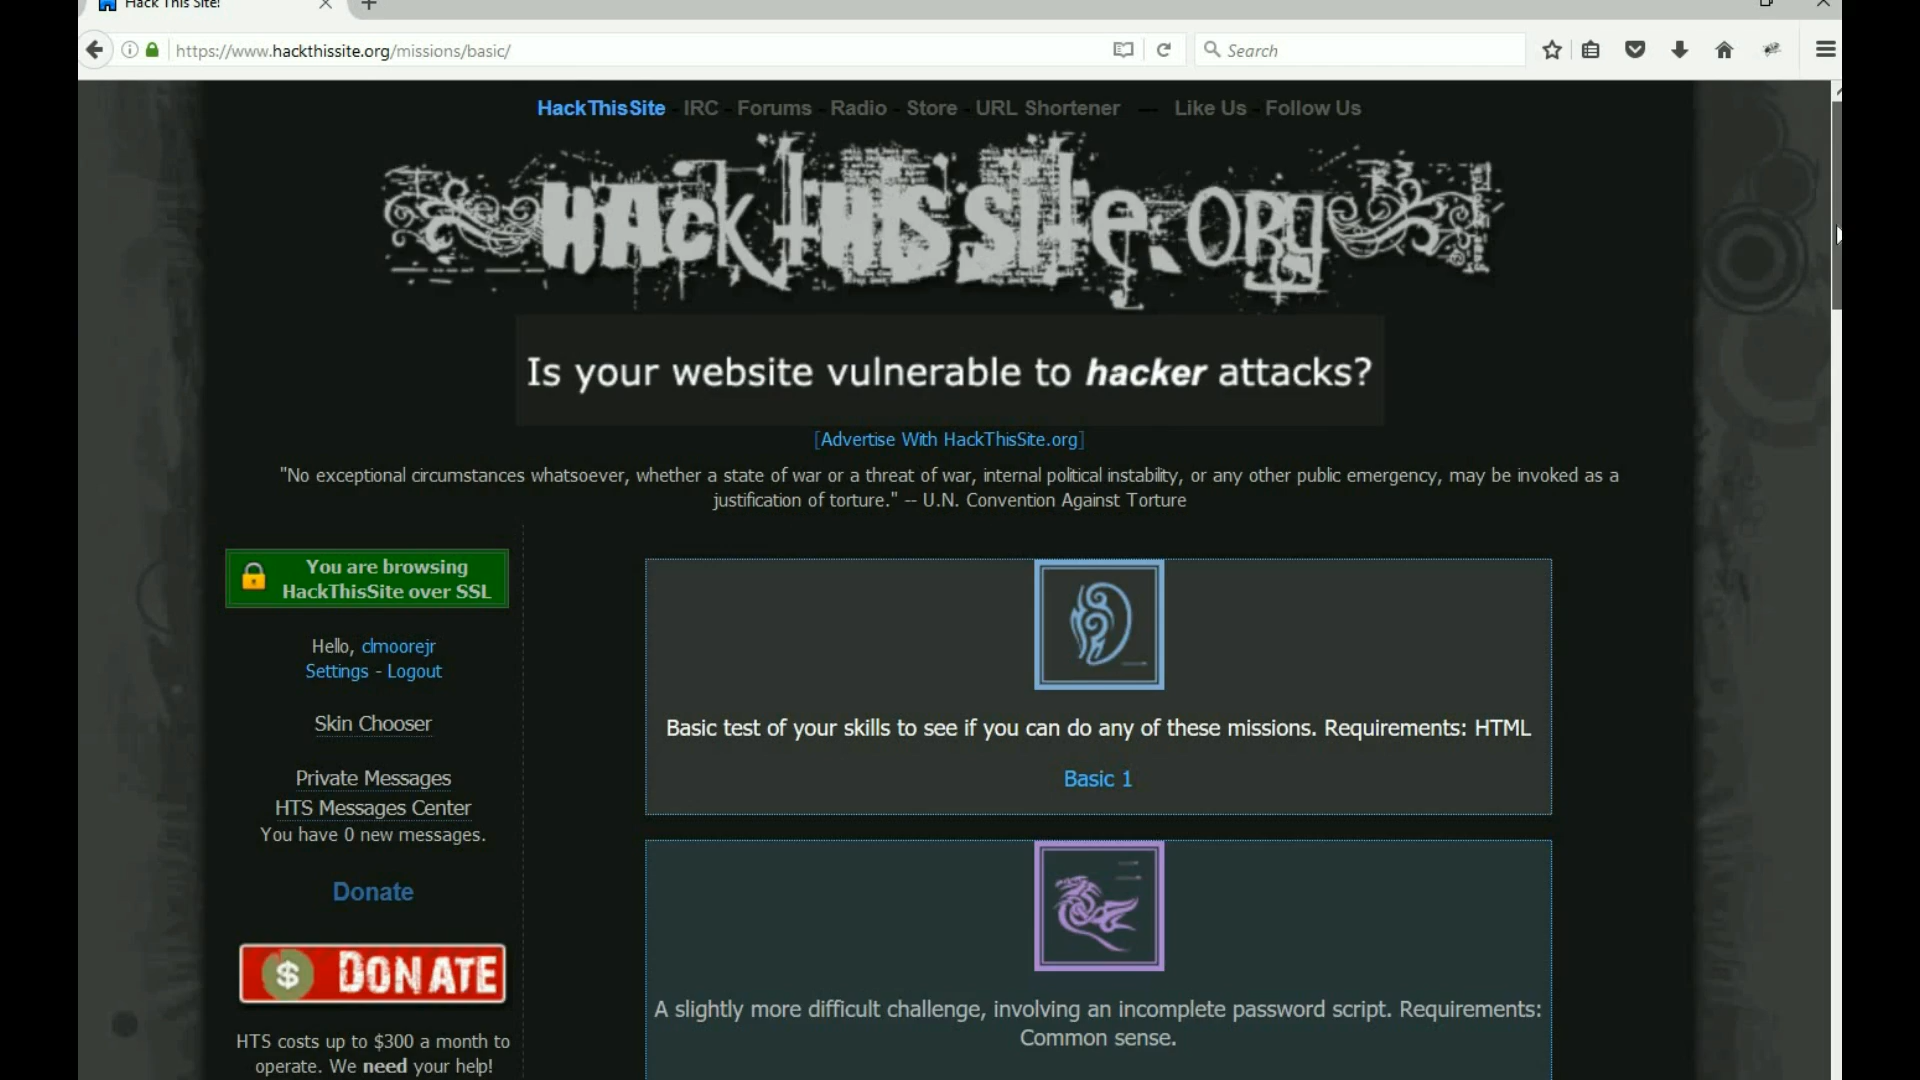 Hack This Site!
https://www.hackthissite.org/missions/basic/
Search
HackThisSite - IRC - Forums - Radio - Store - URL Shortener — Like Us - Follow Us
HACK THIS SITE.ORG
Is your website vulnerable to hacker attacks?
[Advertise With HackThisSite.org]
"No exceptional circumstances whatsoever, whether a state of war or a threat of war, internal political instability, or any other public emergency, may be invoked as a
justification of torture." -- U.N. Convention Against Torture
You are browsing
HackThisSite over SSL
Hello, clmoorejr
Settings - Logout
Skin Chooser
Private Messages
HTS Messages Center
You have 0 new messages.
Donate
$ DONATE
HTS costs up to $300 a month to
operate. We need your help!
Basic test of your skills to see if you can do any of these missions. Requirements: HTML
Basic 1
A slightly more difficult challenge, involving an incomplete password script. Requirements:
Common sense.